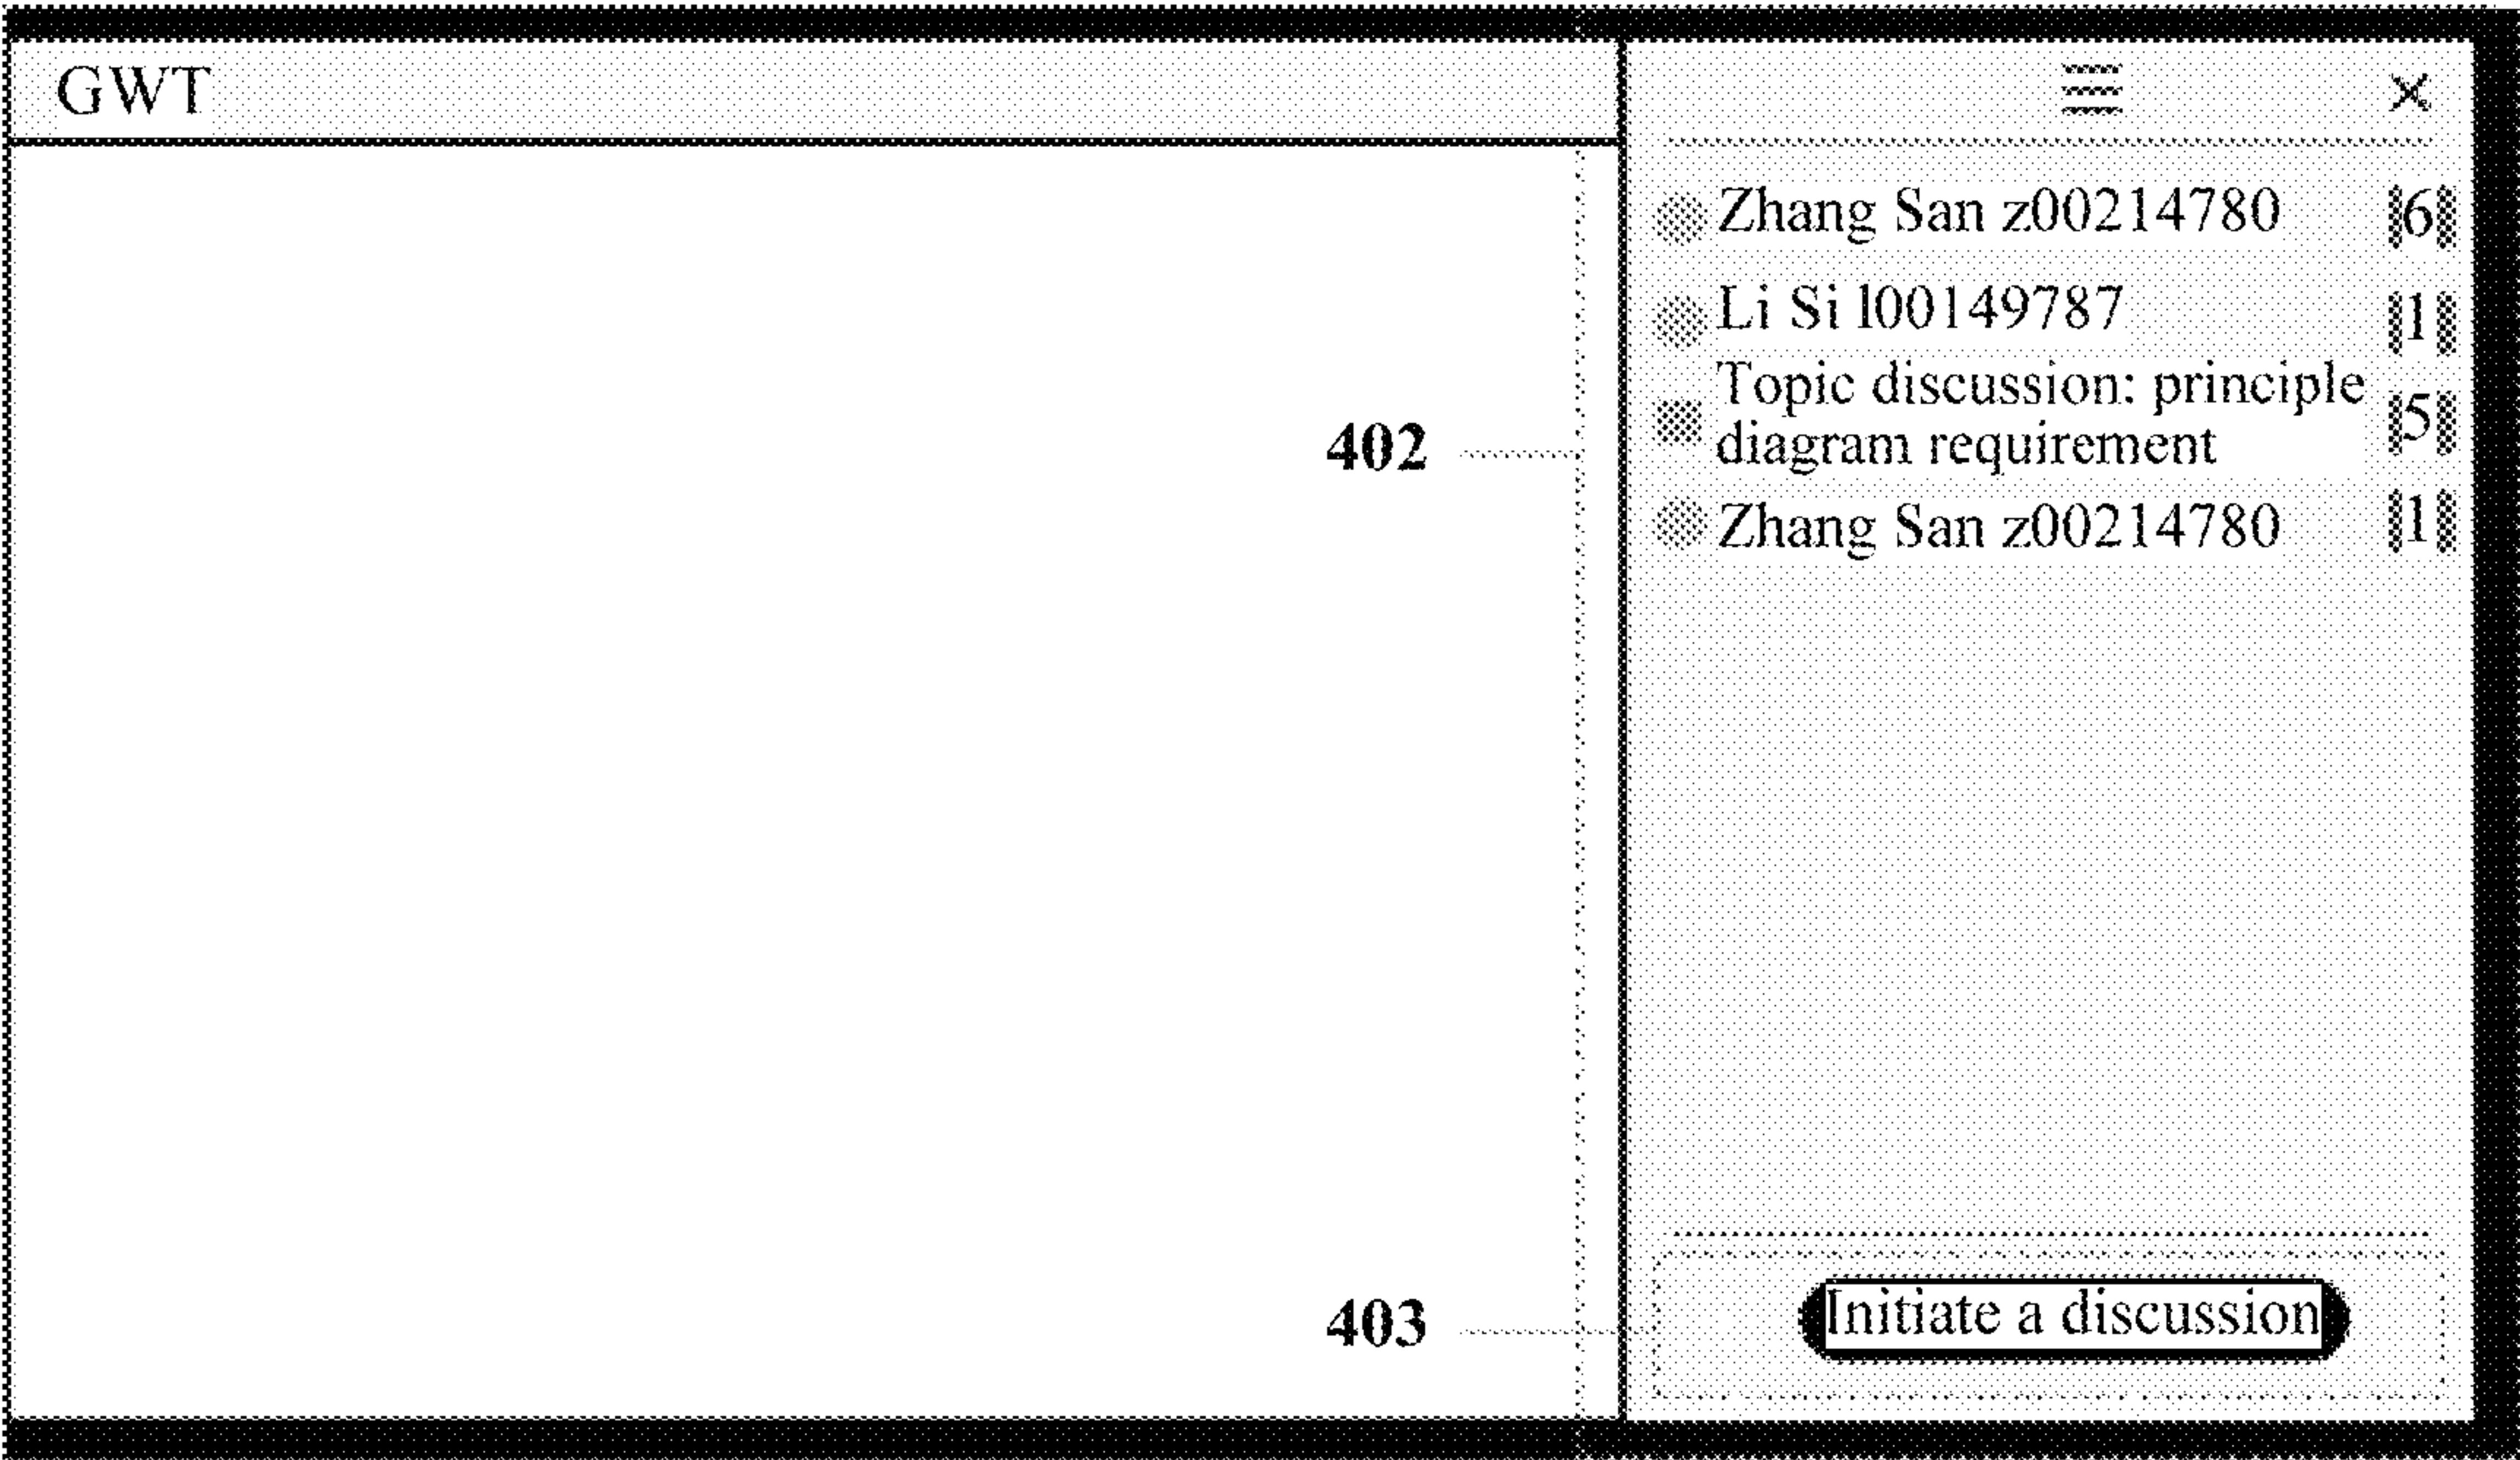 GWT
Zhang San z00214780
6
Li Si l00149787
1
Topic discussion: principle
diagram requirement
5
Zhang San z00214780
1
402
403
Initiate a discussion